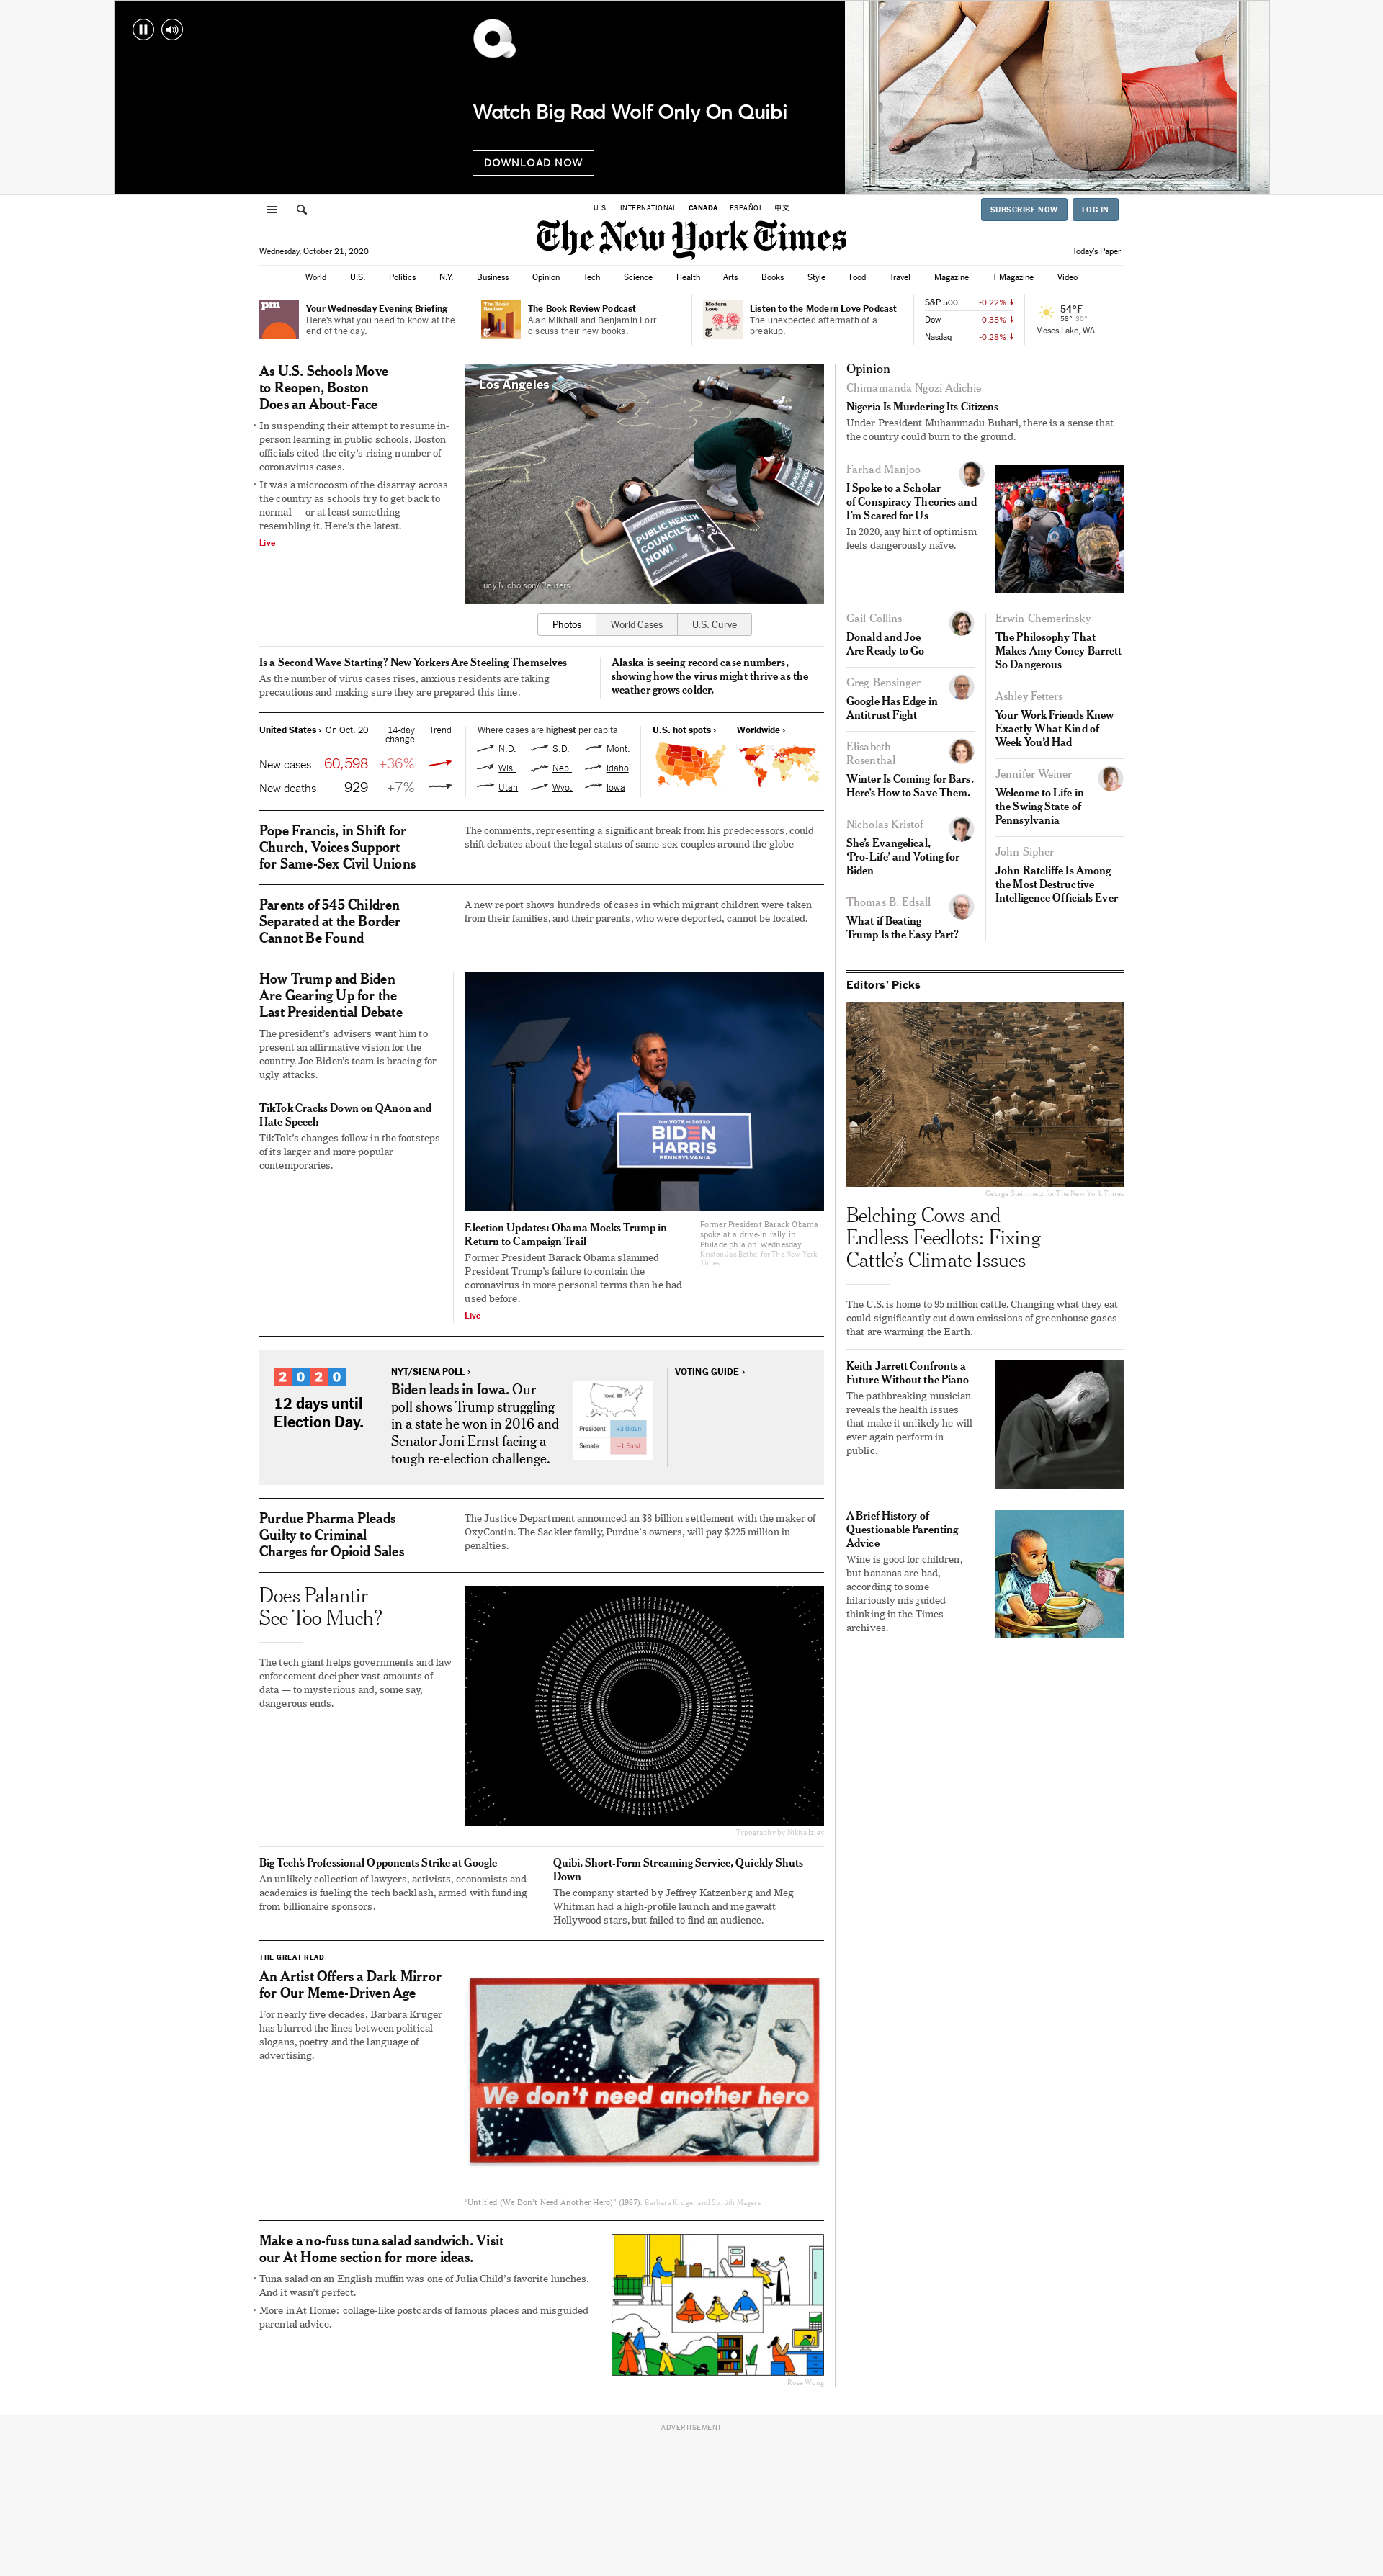 Watch Big Rad Wolf Only On Quibi
DOWNLOAD NOW
U.S. INTERNATIONAL CANADA ESPAÑOL 中文
SUBSCRIBE NOW LOG IN
The New York Times
Wednesday, October 21, 2020
Today's Paper
World U.S. Politics N.Y. Business Opinion Tech Science Health Arts Books Style Food Travel Magazine T Magazine Video
pm
Your Wednesday Evening Briefing
Here's what you need to know at the
end of the day.
The Book
Review
The Book Review Podcast
Alan Mikhail and Benjamin Lorr
discuss their new books.
Modern
Love
Listen to the Modern Love Podcast
The unexpected aftermath of a
breakup.
S&P 500 -0.22% ↓
Dow -0.35% ↓
Nasdaq -0.28% ↓
54°F
58° 30°
Moses Lake, WA
As U.S. Schools Move
to Reopen, Boston
Does an About-Face
• In suspending their attempt to resume in-
person learning in public schools, Boston
officials cited the city's rising number of
coronavirus cases.
• It was a microcosm of the disarray across
the country as schools try to get back to
normal — or at least something
resembling it. Here's the latest.
Live
Los Angeles
PROTECT PUBLIC HEALTH
PUBLIC HEALTH
COUNCILS
NOW!
Lucy Nicholson/Reuters
Photos World Cases U.S. Curve
Is a Second Wave Starting? New Yorkers Are Steeling Themselves
As the number of virus cases rises, anxious residents are taking
precautions and making sure they are prepared this time.
Alaska is seeing record case numbers,
showing how the virus might thrive as the
weather grows colder.
United States › On Oct. 20 14-day
change Trend
New cases 60,598 +36%
New deaths 929 +7%
Where cases are highest per capita
N.D. S.D. Mont.
Wis. Neb. Idaho
Utah Wyo. Iowa
U.S. hot spots › Worldwide ›
Pope Francis, in Shift for
Church, Voices Support
for Same-Sex Civil Unions
The comments, representing a significant break from his predecessors, could
shift debates about the legal status of same-sex couples around the globe
Parents of 545 Children
Separated at the Border
Cannot Be Found
A new report shows hundreds of cases in which migrant children were taken
from their families, and their parents, who were deported, cannot be located.
How Trump and Biden
Are Gearing Up for the
Last Presidential Debate
The president's advisers want him to
present an affirmative vision for the
country. Joe Biden's team is bracing for
ugly attacks.
TikTok Cracks Down on QAnon and
Hate Speech
TikTok's changes follow in the footsteps
of its larger and more popular
contemporaries.
TEXT VOTE TO 30330
BIDEN
HARRIS
PENNSYLVANIA
Election Updates: Obama Mocks Trump in
Return to Campaign Trail
Former President Barack Obama slammed
President Trump's failure to contain the
coronavirus in more personal terms than he had
used before.
Live
Former President Barack Obama
spoke at a drive-in rally in
Philadelphia on Wednesday
Kriston Jae Bethel for The New York
Times
2020
12 days until
Election Day.
NYT/SIENA POLL ›
Biden leads in Iowa. Our
poll shows Trump struggling
in a state he won in 2016 and
Senator Joni Ernst facing a
tough re-election challenge.
IOWA
President +3 Biden
Senate +1 Ernst
VOTING GUIDE ›
Purdue Pharma Pleads
Guilty to Criminal
Charges for Opioid Sales
The Justice Department announced an $8 billion settlement with the maker of
OxyContin. The Sackler family, Purdue's owners, will pay $225 million in
penalties.
Does Palantir
See Too Much?
The tech giant helps governments and law
enforcement decipher vast amounts of
data — to mysterious and, some say,
dangerous ends.
Typography by Nikita Iziev
Big Tech's Professional Opponents Strike at Google
An unlikely collection of lawyers, activists, economists and
academics is fueling the tech backlash, armed with funding
from billionaire sponsors.
Quibi, Short-Form Streaming Service, Quickly Shuts
Down
The company started by Jeffrey Katzenberg and Meg
Whitman had a high-profile launch and megawatt
Hollywood stars, but failed to find an audience.
THE GREAT READ
An Artist Offers a Dark Mirror
for Our Meme-Driven Age
For nearly five decades, Barbara Kruger
has blurred the lines between political
slogans, poetry and the language of
advertising.
We don't need another hero
"Untitled (We Don't Need Another Hero)" (1987). Barbara Kruger and Sprüth Magers
Make a no-fuss tuna salad sandwich. Visit
our At Home section for more ideas.
• Tuna salad on an English muffin was one of Julia Child's favorite lunches.
And it wasn't perfect.
• More in At Home: collage-like postcards of famous places and misguided
parental advice.
Rose Wong
Opinion
Chimamanda Ngozi Adichie
Nigeria Is Murdering Its Citizens
Under President Muhammadu Buhari, there is a sense that
the country could burn to the ground.
Farhad Manjoo
I Spoke to a Scholar
of Conspiracy Theories and
I'm Scared for Us
In 2020, any hint of optimism
feels dangerously naïve.
Gail Collins
Donald and Joe
Are Ready to Go
Greg Bensinger
Google Has Edge in
Antitrust Fight
Elisabeth
Rosenthal
Winter Is Coming for Bars.
Here's How to Save Them.
Nicholas Kristof
She's Evangelical,
'Pro-Life' and Voting for
Biden
Thomas B. Edsall
What if Beating
Trump Is the Easy Part?
Erwin Chemerinsky
The Philosophy That
Makes Amy Coney Barrett
So Dangerous
Ashley Fetters
Your Work Friends Knew
Exactly What Kind of
Week You'd Had
Jennifer Weiner
Welcome to Life in
the Swing State of
Pennsylvania
John Sipher
John Ratcliffe Is Among
the Most Destructive
Intelligence Officials Ever
Editors' Picks
George Steinmetz for The New York Times
Belching Cows and
Endless Feedlots: Fixing
Cattle's Climate Issues
The U.S. is home to 95 million cattle. Changing what they eat
could significantly cut down emissions of greenhouse gases
that are warming the Earth.
Keith Jarrett Confronts a
Future Without the Piano
The pathbreaking musician
reveals the health issues
that make it unlikely he will
ever again perform in
public.
A Brief History of
Questionable Parenting
Advice
Wine is good for children,
but bananas are bad,
according to some
hilariously misguided
thinking in the Times
archives.
ADVERTISEMENT